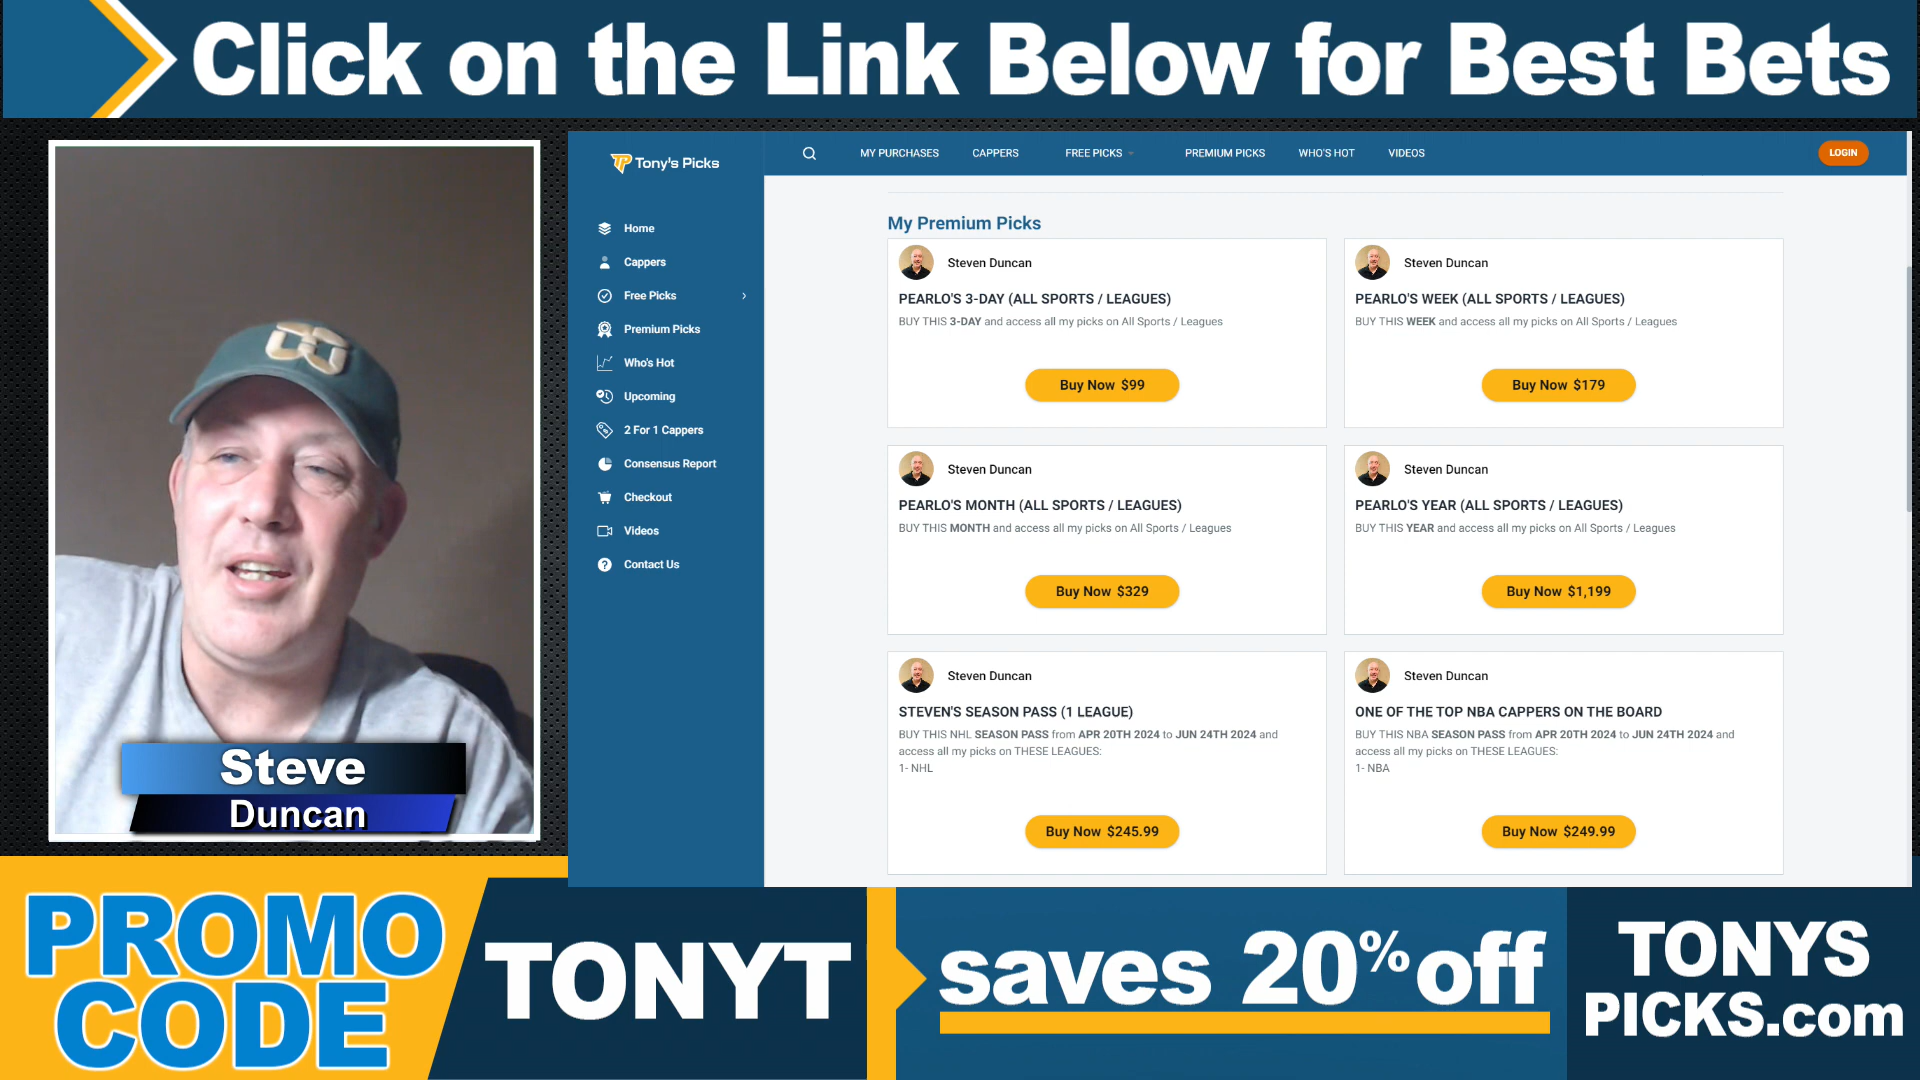 Click on the Link Below for Best Bets
TP Tony's Picks
MY PURCHASES
CAPPERS
FREE PICKS
PREMIUM PICKS
WHO'S HOT
VIDEOS
LOGIN
Home
Cappers
Free Picks
Premium Picks
Who's Hot
Upcoming
2 For 1 Cappers
Consensus Report
Checkout
Videos
Contact Us
My Premium Picks
Steven Duncan
PEARLO'S 3-DAY (ALL SPORTS / LEAGUES)
BUY THIS 3-DAY and access all my picks on All Sports / Leagues
Buy Now $99
Steven Duncan
PEARLO'S WEEK (ALL SPORTS / LEAGUES)
BUY THIS WEEK and access all my picks on All Sports / Leagues
Buy Now $179
Steven Duncan
PEARLO'S MONTH (ALL SPORTS / LEAGUES)
BUY THIS MONTH and access all my picks on All Sports / Leagues
Buy Now $329
Steven Duncan
PEARLO'S YEAR (ALL SPORTS / LEAGUES)
BUY THIS YEAR and access all my picks on All Sports / Leagues
Buy Now $1,199
Steven Duncan
STEVEN'S SEASON PASS (1 LEAGUE)
BUY THIS NHL SEASON PASS from APR 20TH 2024 to JUN 24TH 2024 and
access all my picks on THESE LEAGUES:
1- NHL
Buy Now $245.99
Steven Duncan
ONE OF THE TOP NBA CAPPERS ON THE BOARD
BUY THIS NBA SEASON PASS from APR 20TH 2024 to JUN 24TH 2024 and
access all my picks on THESE LEAGUES:
1- NBA
Buy Now $249.99
Steve
Duncan
PROMO
CODE
TONYT
saves 20% off
TONYS
PICKS.com